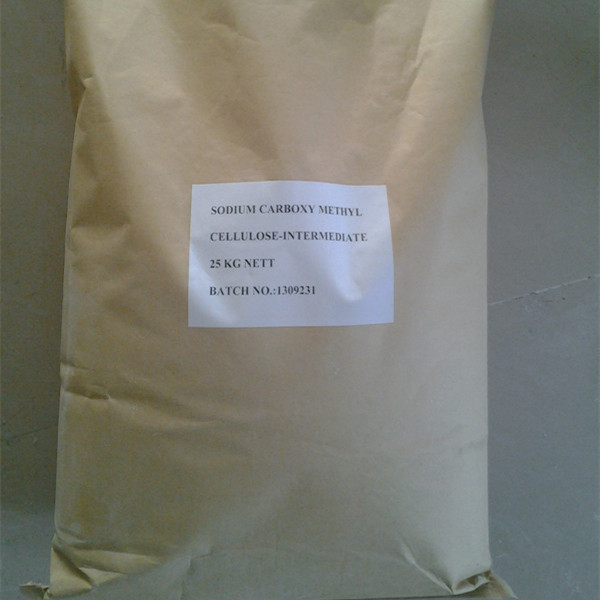 SODIUM CARBOXY METHYL
CELLULOSE-INTERMEDIATE
25 KG NETT
BATCH NO.:1309231